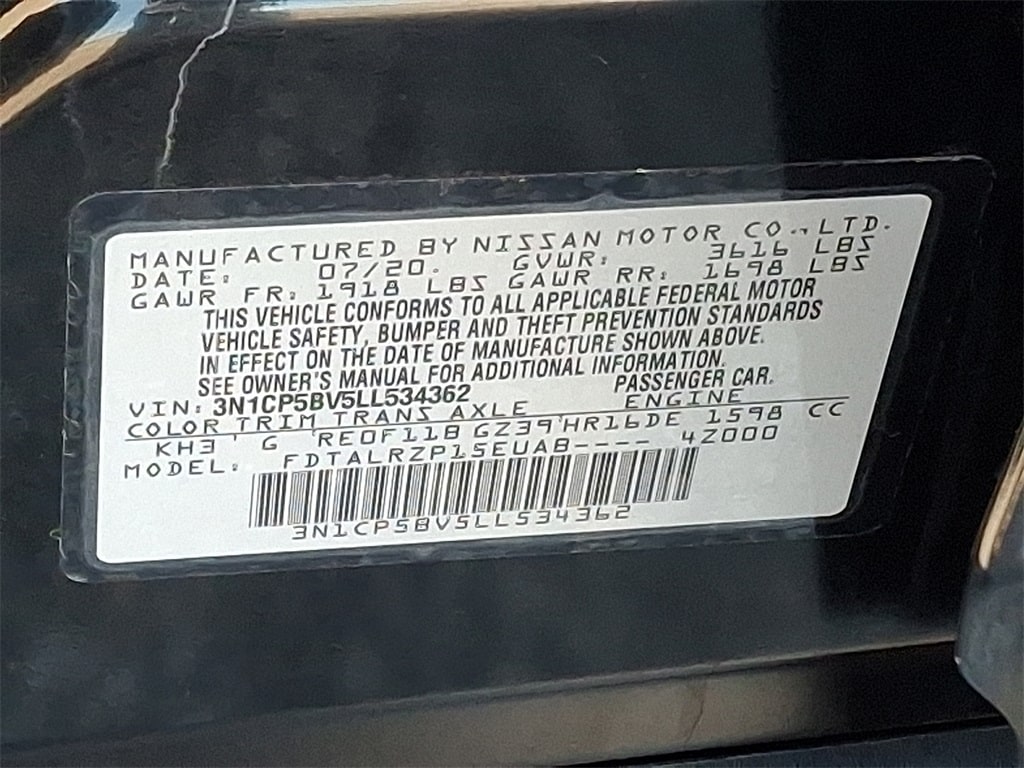 MANUFACTURED BY NISSAN MOTOR CO., LTD.
DATE: 07/20. GVWR: 3616 LBS
GAWR FR: 1918 LBS GAWR RR: 1698 LBS
THIS VEHICLE CONFORMS TO ALL APPLICABLE FEDERAL MOTOR
VEHICLE SAFETY, BUMPER AND THEFT PREVENTION STANDARDS
IN EFFECT ON THE DATE OF MANUFACTURE SHOWN ABOVE.
SEE OWNER'S MANUAL FOR ADDITIONAL INFORMATION.
VIN: 3N1CP5BV5LL534362 PASSENGER CAR.
COLOR TRIM TRANS AXLE ENGINE
KH3 ' G 'RE0F11B GZ39'HR16DE 1598 CC
MODEL: FDTALRZP15EUAB---- 4Z000
3N1CP5BV5LL534362